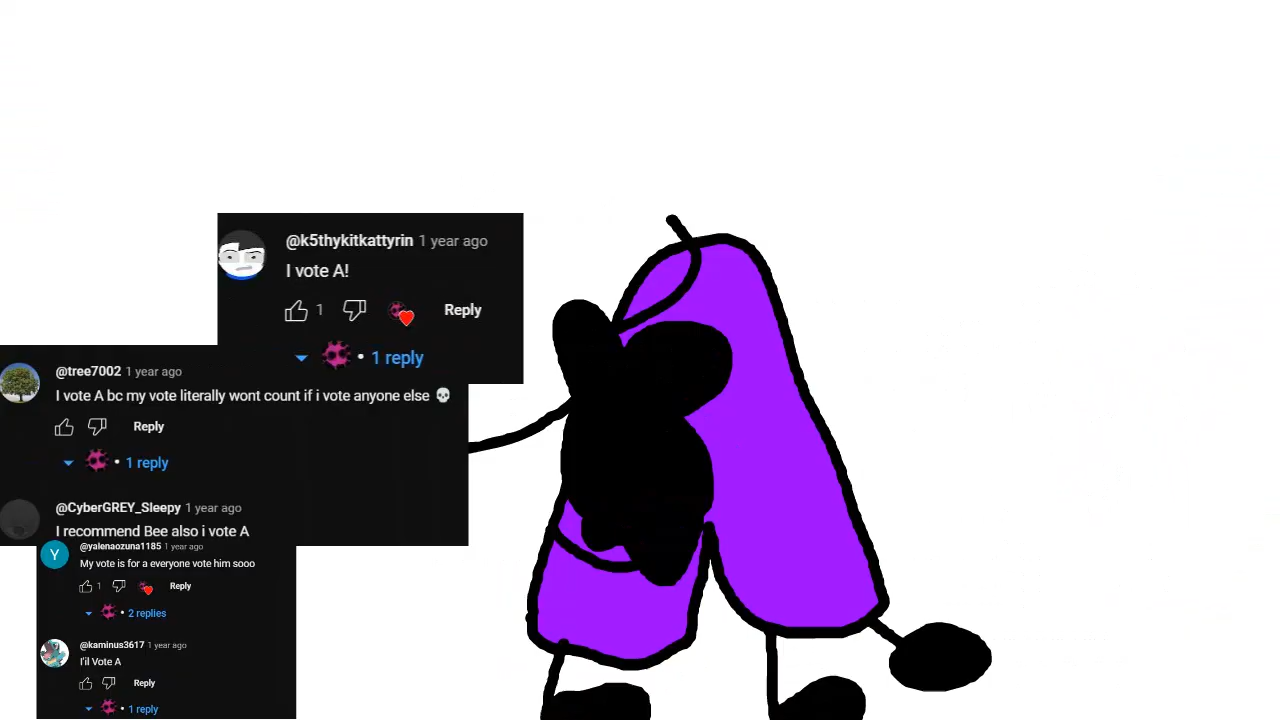 @k5thykitkattyrin 1 year ago
I vote A!
1 Reply
• 1 reply
@tree7002 1 year ago
I vote A bc my vote literally wont count if i vote anyone else 💀
Reply
• 1 reply
@CyberGREY_Sleepy 1 year ago
I recommend Bee also i vote A
Y
@yalenaozuna1185 1 year ago
My vote is for a everyone vote him sooo
1 Reply
• 2 replies
@kaminus3617 1 year ago
I'il Vote A
Reply
• 1 reply